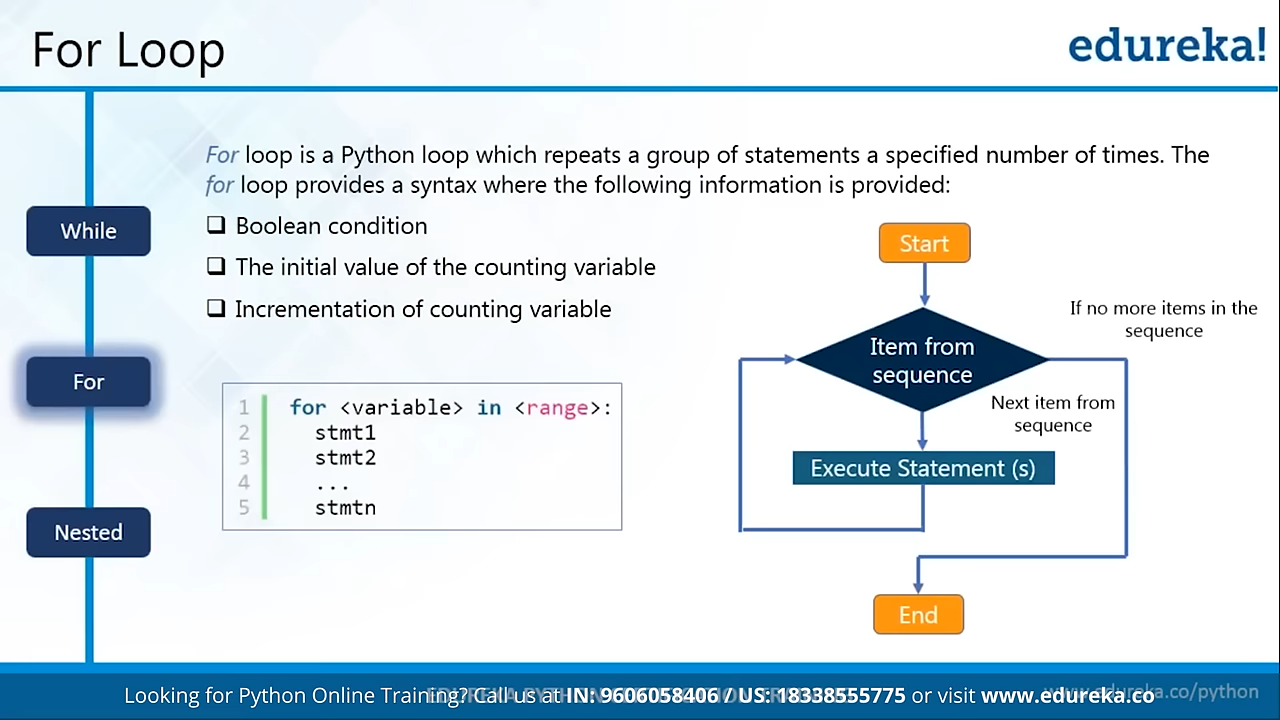 For Loop
edureka!
For loop is a Python loop which repeats a group of statements a specified number of times. The
for loop provides a syntax where the following information is provided:
While
❑ Boolean condition
❑ The initial value of the counting variable
❑ Incrementation of counting variable
For
1 for <variable> in <range>:
2 stmt1
3 stmt2
4 ...
5 stmtn
Nested
Start
If no more items in the
sequence
Item from
sequence
Next item from
sequence
Execute Statement (s)
End
Looking for Python Online Training? Call us at IN: 9606058406 / US: 18338555775 or visit www.edureka.co
www.edureka.co/python